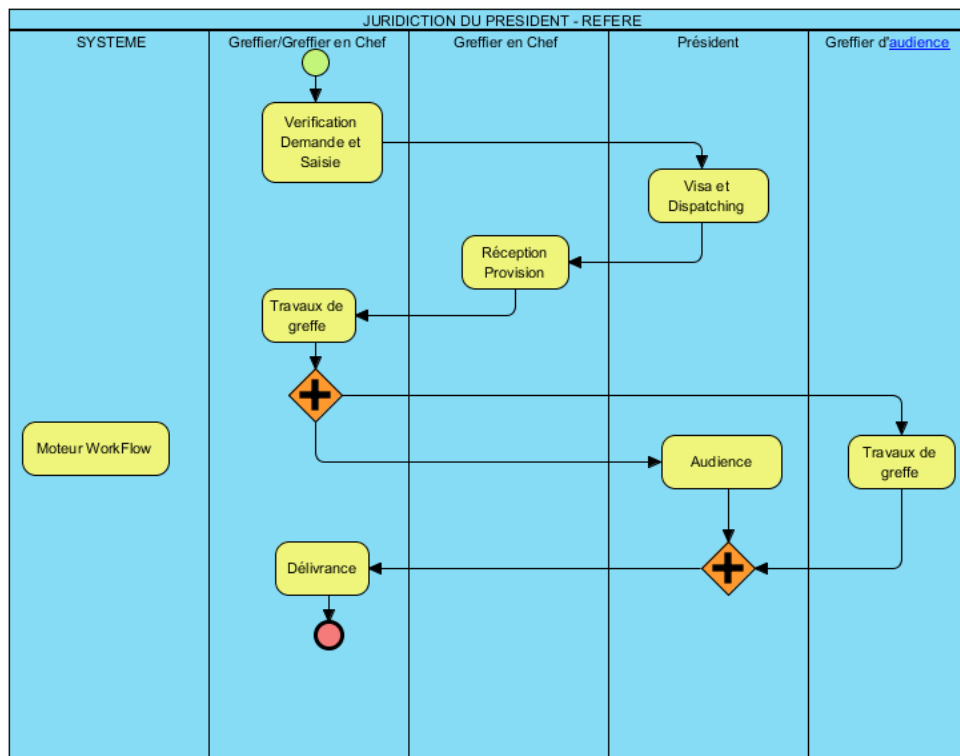 JURIDICTION DU PRESIDENT - REFERE
SYSTEME
Greffier/Greffier en Chef
Greffier en Chef
Président
Greffier d'audience
Verification
Demande et
Saisie
Visa et
Dispatching
Réception
Provision
Travaux de
greffe
Moteur WorkFlow
Audience
Travaux de
greffe
Délivrance